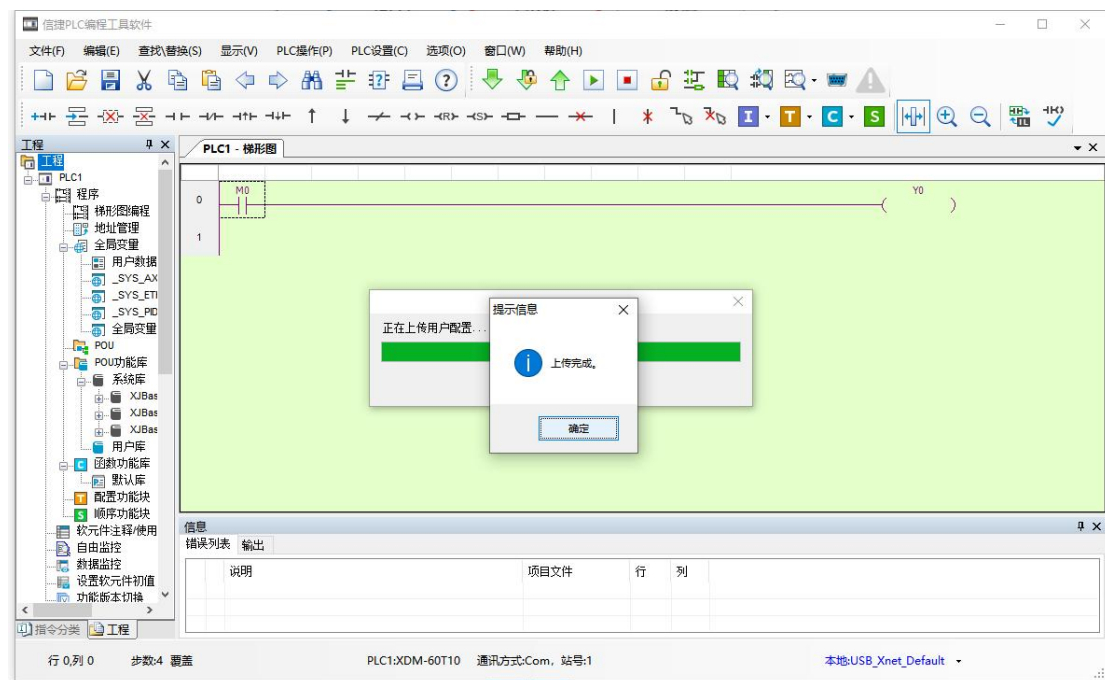 信捷PLC编程工具软件
文件(F) 编辑(E) 查找\替换(S) 显示(V) PLC操作(P) PLC设置(C) 选项(O) 窗口(W) 帮助(H)
I T C S
工程
PLC1 - 梯形图
工程
PLC1
程序
梯形图编程
地址管理
全局变量
用户数据
_SYS_AX
_SYS_ETI
_SYS_PID
全局变量
POU
POU功能库
系统库
XJBas
XJBas
XJBas
用户库
函数功能库
默认库
配置功能块
顺序功能块
软元件注释/使用
自由监控
数据监控
设置软元件初值
功能版本切换
指令分类 工程
0 M0 Y0
1
正在上传用户配置...
提示信息
上传完成。
确定
信息
错误列表 输出
说明 项目文件 行 列
行 0,列 0 步数:4 覆盖 PLC1:XDM-60T10 通讯方式:Com，站号:1 本地:USB_Xnet_Default